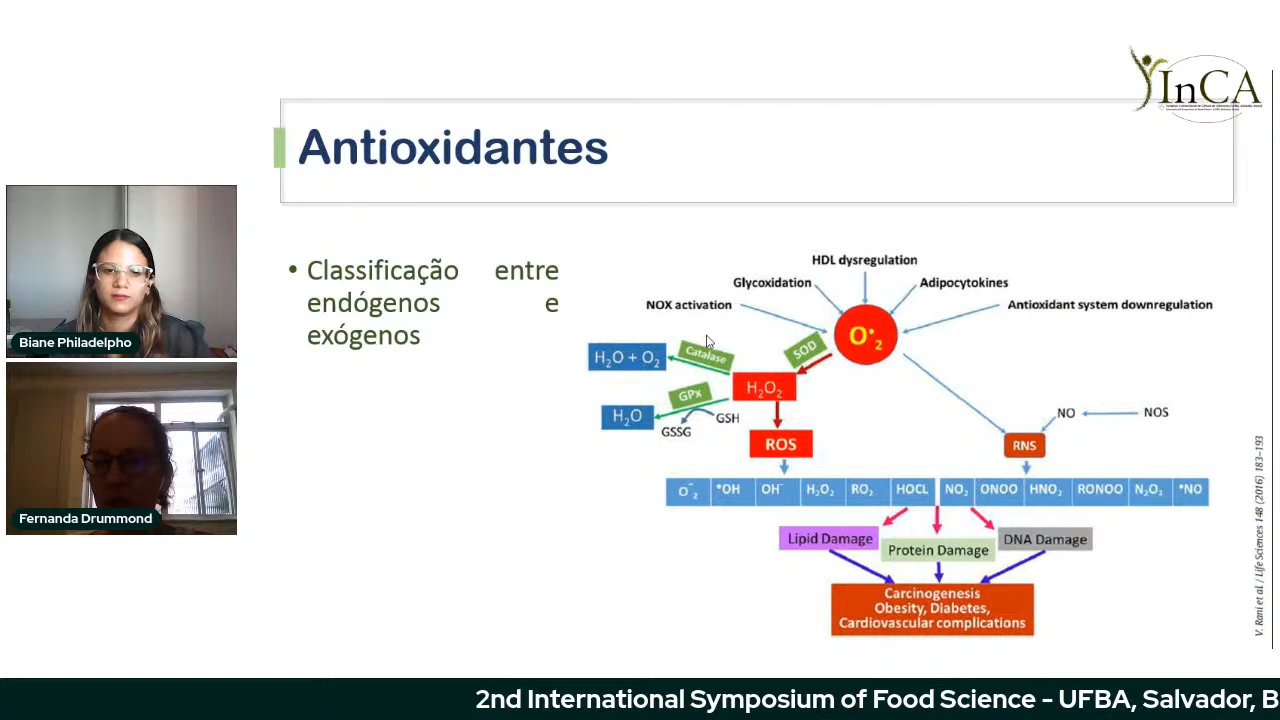 InCA
Antioxidantes
• Classificação entre
endógenos e
exógenos
Biane Philadelpho
Fernanda Drummond
HDL dysregulation
Glycoxidation
Adipocytokines
NOX activation
Antioxidant system downregulation
O•₂
SOD
Catalase
H₂O + O₂
H₂O₂
GPx
H₂O
GSH
GSSG
NO
NOS
ROS
RNS
O⁻₂ •OH OH⁻ H₂O₂ RO₂ HOCL NO₂ ONOO HNO₂ RONOO N₂O₃ •NO
Lipid Damage
Protein Damage
DNA Damage
Carcinogenesis
Obesity, Diabetes,
Cardiovascular complications
V. Rani et al. / Life Sciences 148 (2016) 183–193
2nd International Symposium of Food Science - UFBA, Salvador, B